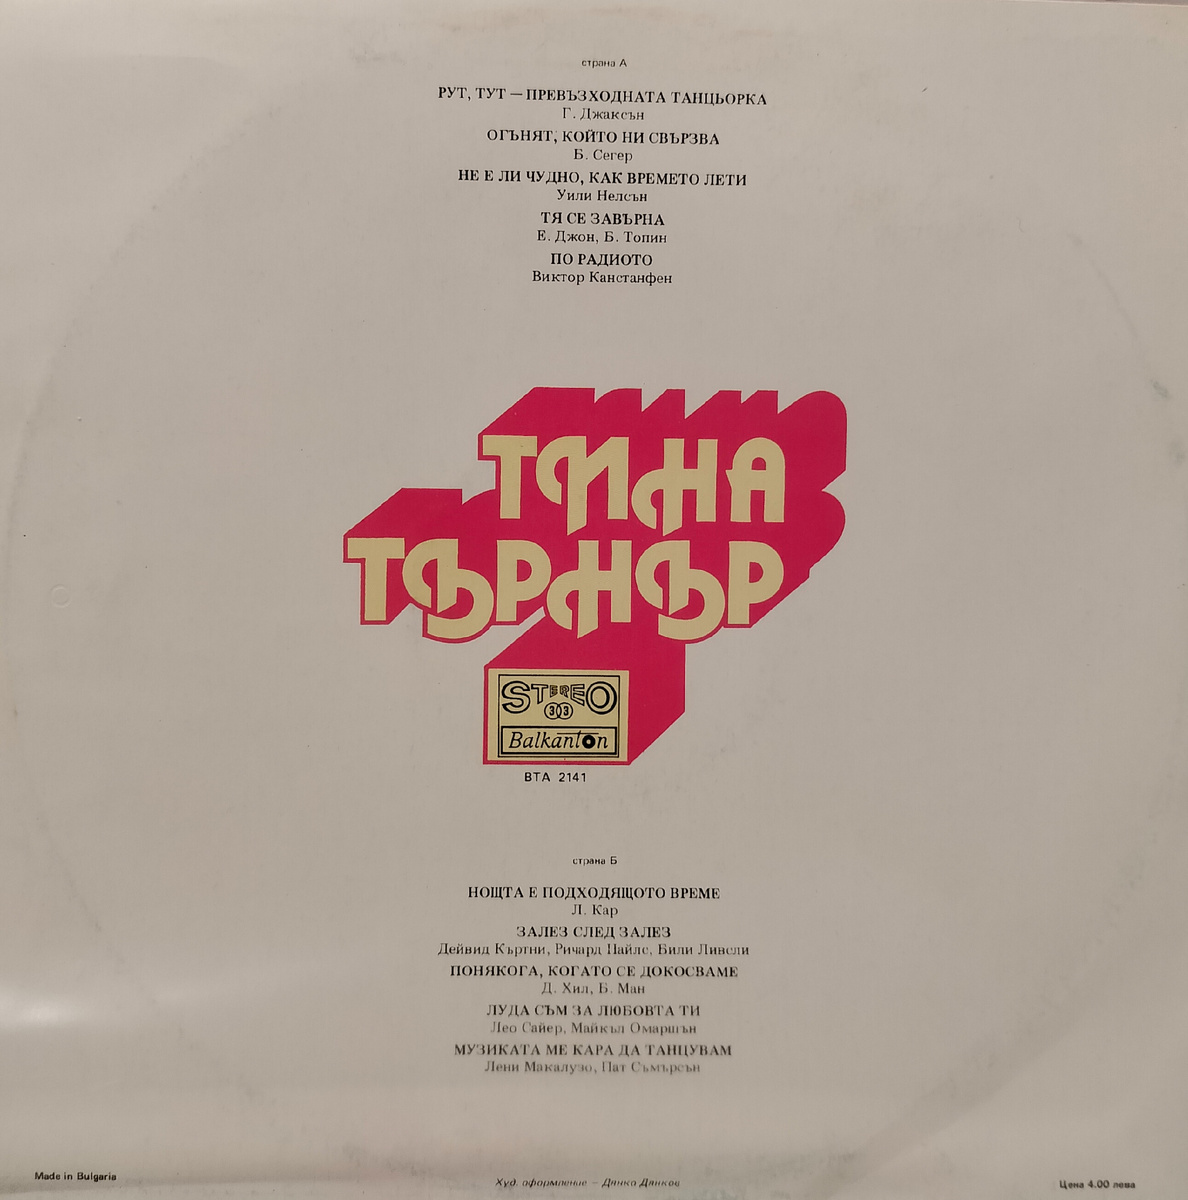 страна А
РУТ, ТУТ — ПРЕВЪЗХОДНАТА ТАНЦЬОРКА
Г. Джаксън
ОГЪНЯТ, КОЙТО НИ СВЪРЗВА
Б. Сегер
НЕ Е ЛИ ЧУДНО, КАК ВРЕМЕТО ЛЕТИ
Уили Нелсън
ТЯ СЕ ЗАВЪРНА
Е. Джон, Б. Топин
ПО РАДИОТО
Виктор Канстанфен
ТИНА
ТЪРНЪР
STEREO
33
Balkanton
ВТА 2141
страна Б
НОЩТА Е ПОДХОДЯЩОТО ВРЕМЕ
Л. Кар
ЗАЛЕЗ СЛЕД ЗАЛЕЗ
Дейвид Къртни, Ричард Найлс, Били Ливсли
ПОНЯКОГА, КОГАТО СЕ ДОКОСВАМЕ
Д. Хил, Б. Ман
ЛУДА СЪМ ЗА ЛЮБОВТА ТИ
Лео Сайер, Майкъл Омаршън
МУЗИКАТА МЕ КАРА ДА ТАНЦУВАМ
Лени Макалузо, Пат Съмърсън
Made in Bulgaria
Худ. оформление – Дянко Дянков
Цена 4.00 лева